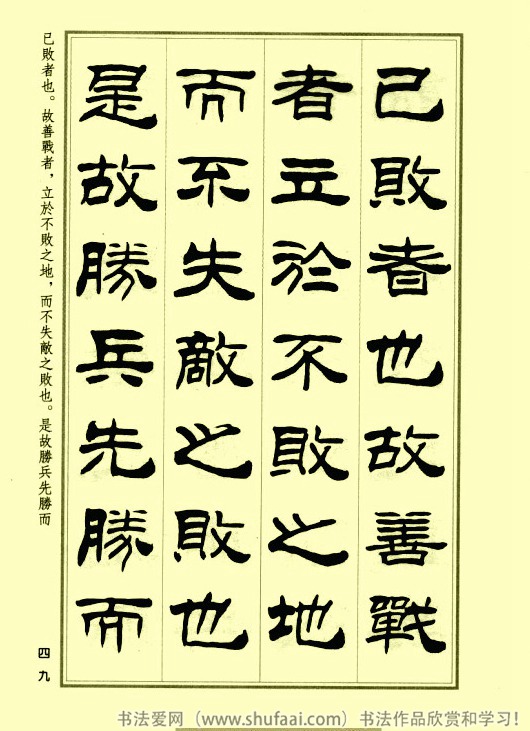 已敗者也故善戰
者立於不敗之地
而不失敵之敗也
是故勝兵先勝而
已敗者也。故善戰者，立於不敗之地，而不失敵之敗也。是故勝兵先勝而
四九
书法爱网（www.shufaai.com）书法作品欣赏和学习！